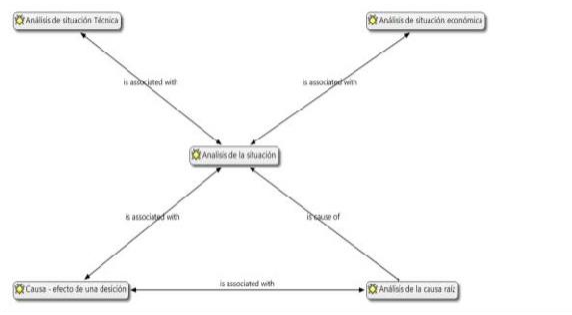 Análisis de situación Técnica
Análisis de situación económica
is associated with
is associated with
Analisis de la situación
is associated with
is cause of
Causa - efecto de una desición
is associated with
Análisis de la causa raíz